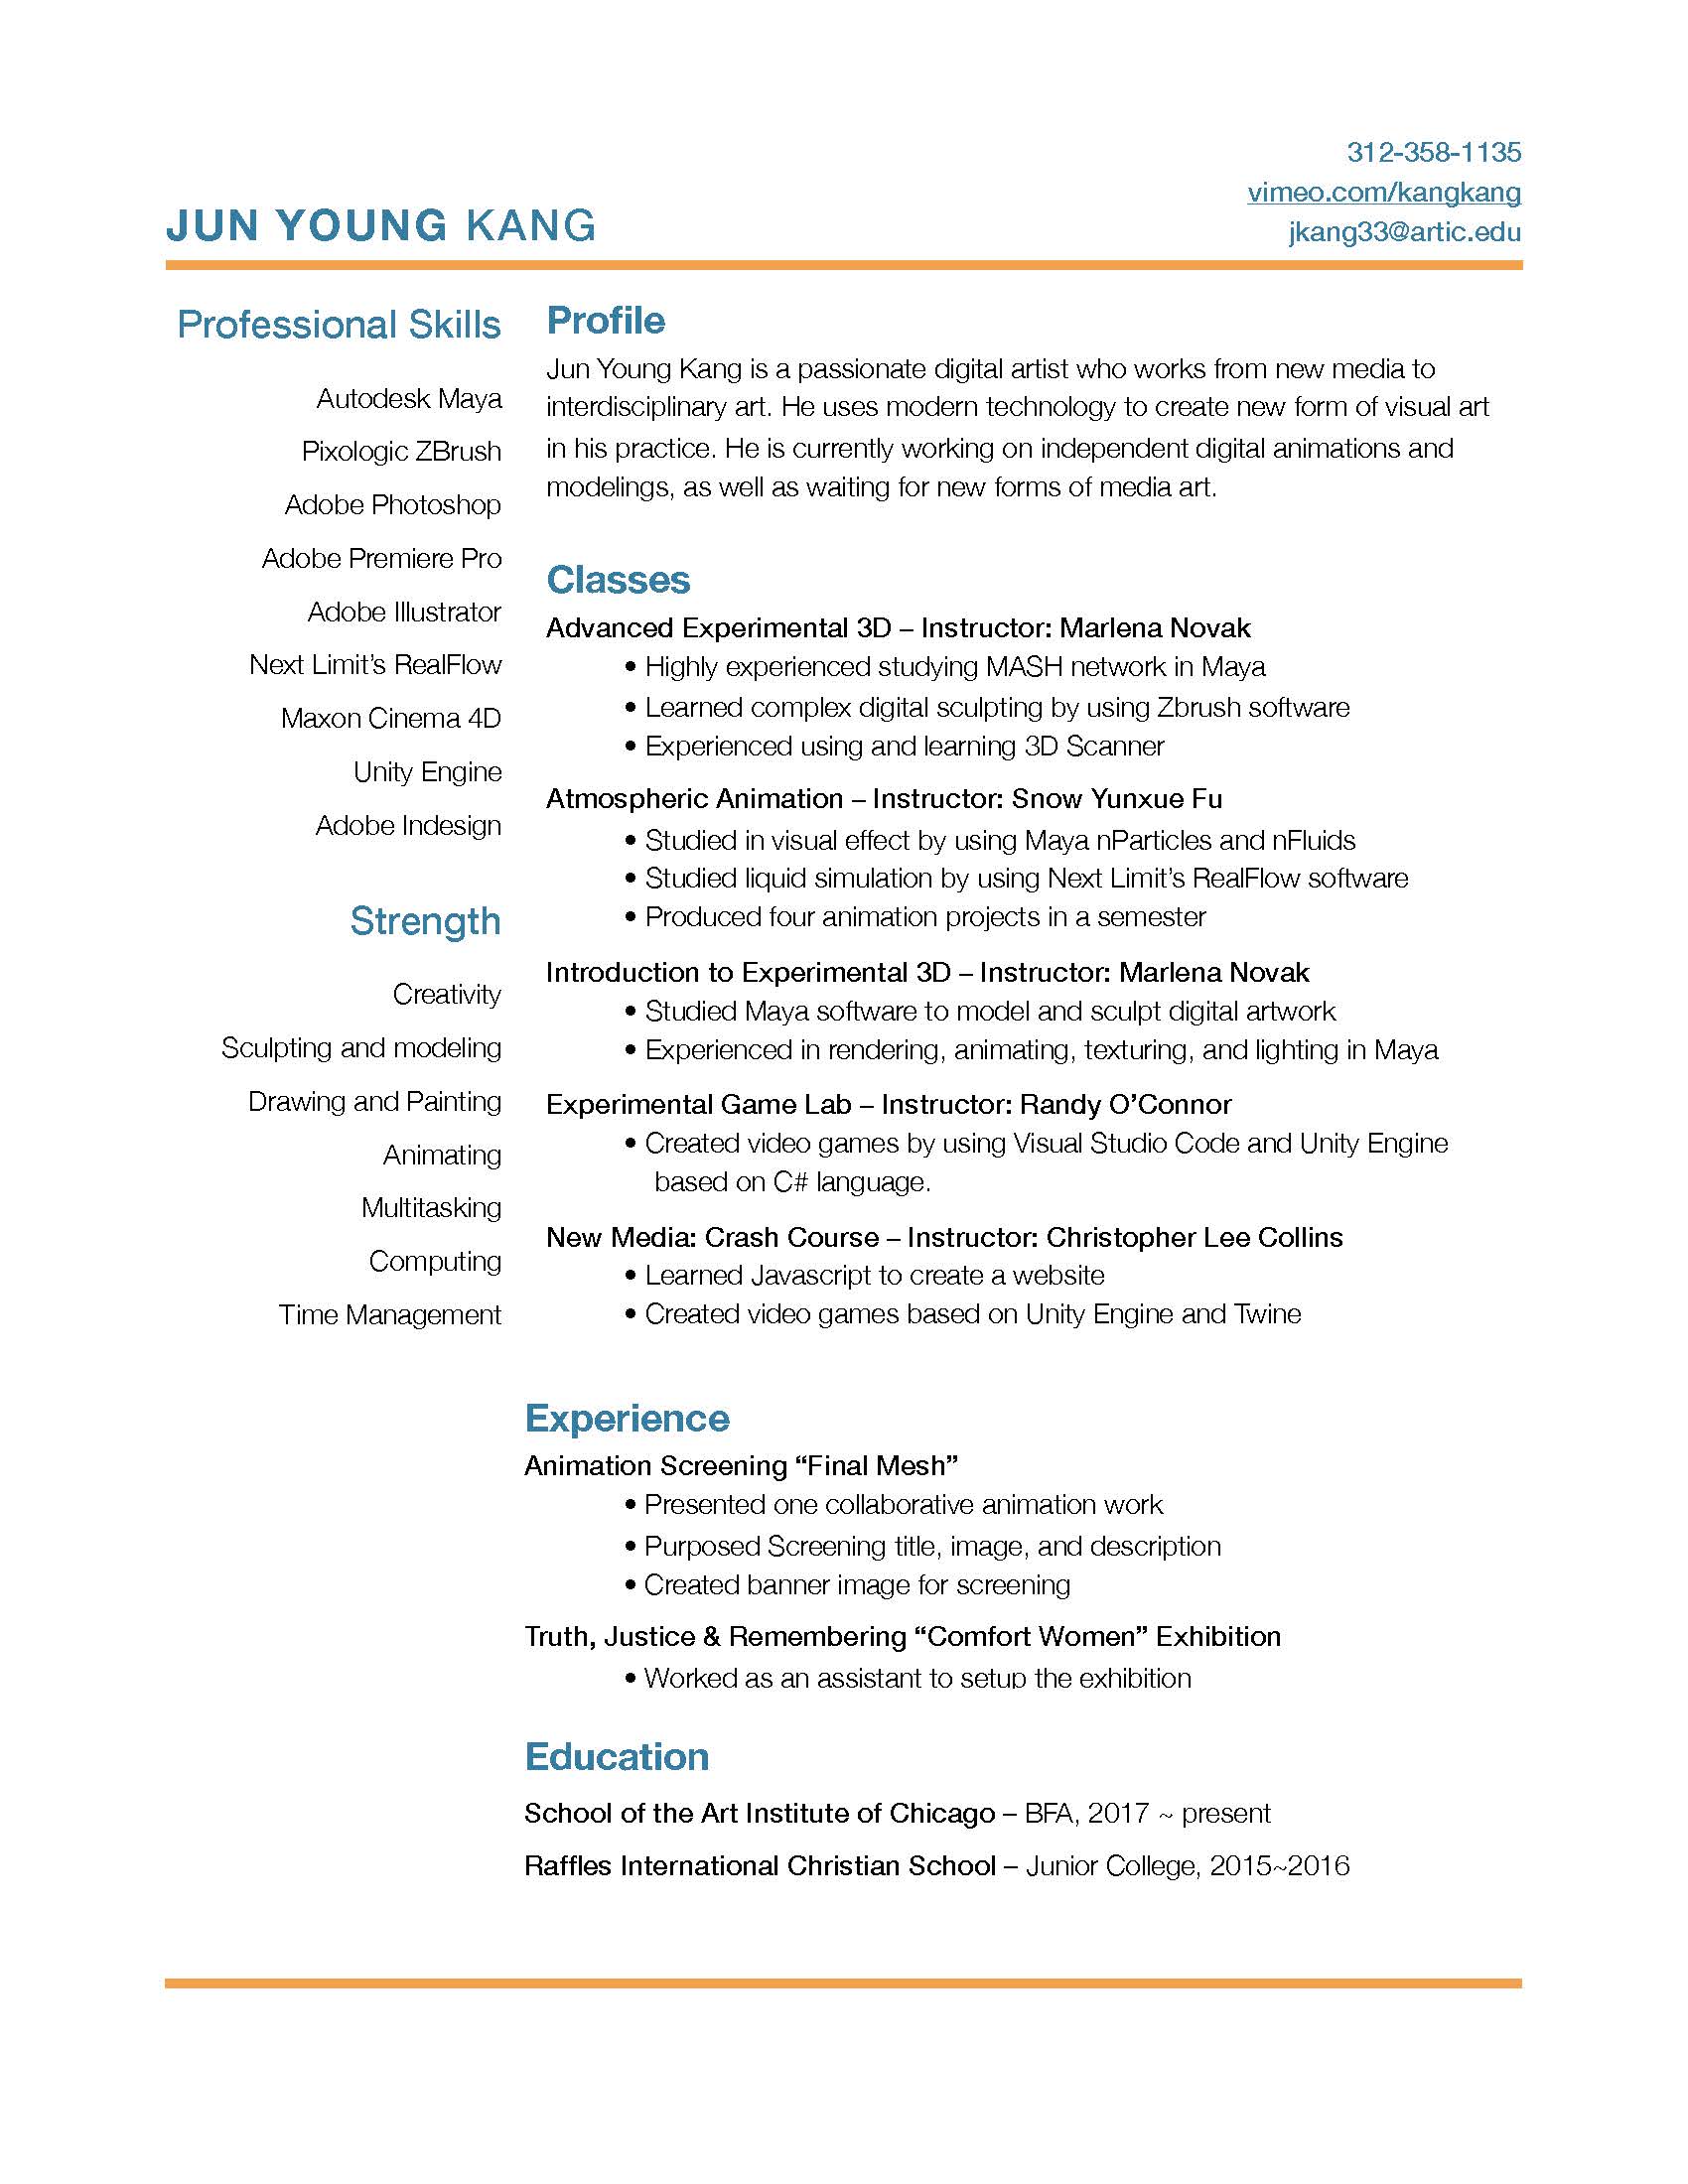 312-358-1135
vimeo.com/kangkang
JUN YOUNG KANG
jkang33@artic.edu
Professional Skills
Autodesk Maya
Pixologic ZBrush
Adobe Photoshop
Adobe Premiere Pro
Adobe Illustrator
Next Limit’s RealFlow
Maxon Cinema 4D
Unity Engine
Adobe Indesign
Strength
Creativity
Sculpting and modeling
Drawing and Painting
Animating
Multitasking
Computing
Time Management
Profile
Jun Young Kang is a passionate digital artist who works from new media to
interdisciplinary art. He uses modern technology to create new form of visual art
in his practice. He is currently working on independent digital animations and
modelings, as well as waiting for new forms of media art.
Classes
Advanced Experimental 3D – Instructor: Marlena Novak
• Highly experienced studying MASH network in Maya
• Learned complex digital sculpting by using Zbrush software
• Experienced using and learning 3D Scanner
Atmospheric Animation – Instructor: Snow Yunxue Fu
• Studied in visual effect by using Maya nParticles and nFluids
• Studied liquid simulation by using Next Limit’s RealFlow software
• Produced four animation projects in a semester
Introduction to Experimental 3D – Instructor: Marlena Novak
• Studied Maya software to model and sculpt digital artwork
• Experienced in rendering, animating, texturing, and lighting in Maya
Experimental Game Lab – Instructor: Randy O’Connor
• Created video games by using Visual Studio Code and Unity Engine
based on C# language.
New Media: Crash Course – Instructor: Christopher Lee Collins
• Learned Javascript to create a website
• Created video games based on Unity Engine and Twine
Experience
Animation Screening “Final Mesh”
• Presented one collaborative animation work
• Purposed Screening title, image, and description
• Created banner image for screening
Truth, Justice & Remembering “Comfort Women” Exhibition
• Worked as an assistant to setup the exhibition
Education
School of the Art Institute of Chicago – BFA, 2017 ~ present
Raffles International Christian School – Junior College, 2015~2016